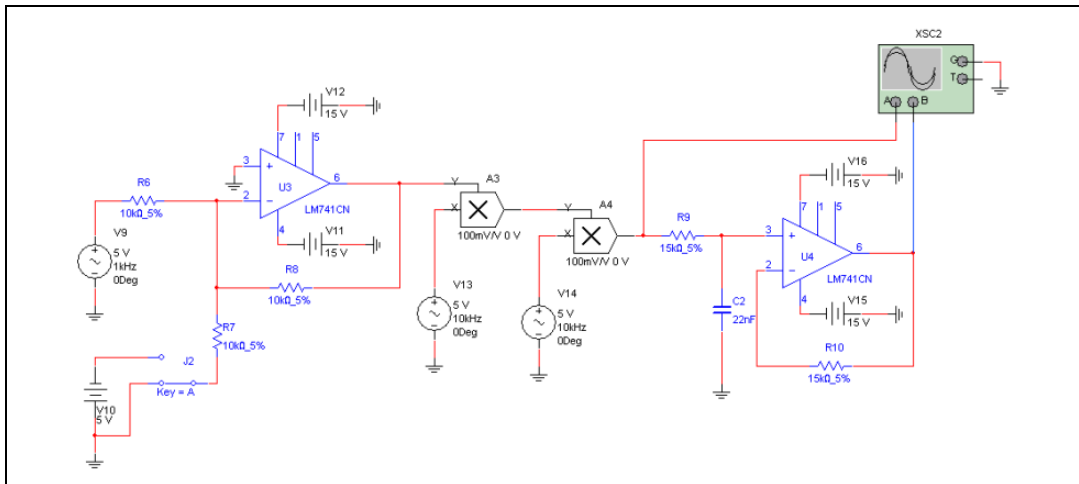 XSC2
G
T
A
B
V12
15 V
7
1
5
3
+
2
−
U3
6
4
LM741CN
V11
15 V
R6
10kΩ_5%
V9
5 V
1kHz
0Deg
R8
10kΩ_5%
R7
10kΩ_5%
J2
Key = A
V10
5 V
A3
Y
X
100mV/V 0 V
V13
5 V
10kHz
0Deg
A4
Y
X
100mV/V 0 V
V14
5 V
10kHz
0Deg
R9
15kΩ_5%
C2
22nF
V16
15 V
7
1
5
3
+
2
−
U4
6
4
LM741CN
V15
15 V
R10
15kΩ_5%